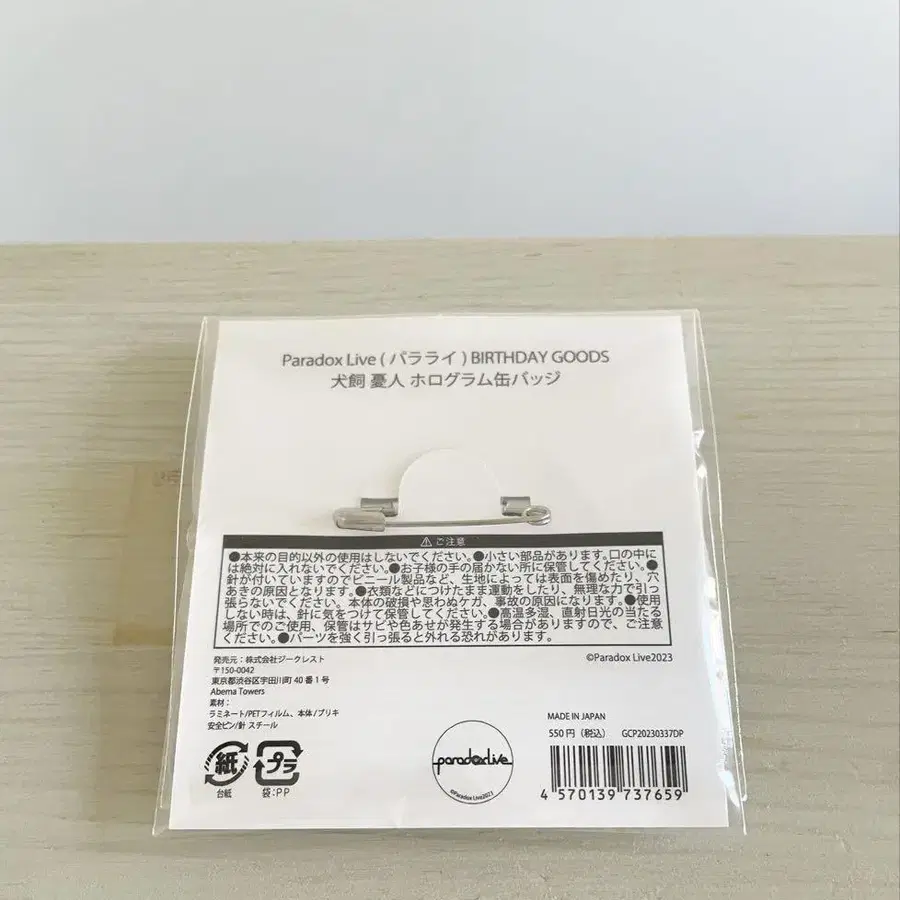 Paradox Live ( パラライ ) BIRTHDAY GOODS
犬飼 憂人 ホログラム缶バッジ
⚠ ご注意
●本来の目的以外の使用はしないでください。●小さい部品があります。口の中に
は絶対に入れないでください。●お子様の手の届かない所に保管してください。●
針が付いていますのでビニール製品など、生地によっては表面を傷めたり、穴
あきの原因となります。●衣類などにつけたまま運動をしたり、無理な力で引っ
張らないでください。本体の破損や思わぬケガ、事故の原因になります。●使用
しない時は、針に気をつけて保管してください。●高温多湿、直射日光の当たる
場所でのご使用、保管はサビや色あせが発生する場合がありますので、ご注意
ください。●パーツを強く引っ張ると外れる恐れがあります。
発売元：株式会社ジークレスト
〒150-0042
東京都渋谷区宇田川町 40 番 1 号
Abema Towers
素材：
ラミネート/PETフィルム、本体/ブリキ
安全ピン/針 スチール
©Paradox Live2023
紙
台紙
プラ
袋：PP
paradoxlive
©Paradox Live2023
MADE IN JAPAN
550 円（税込） GCP20230337DP
4 570139 737659